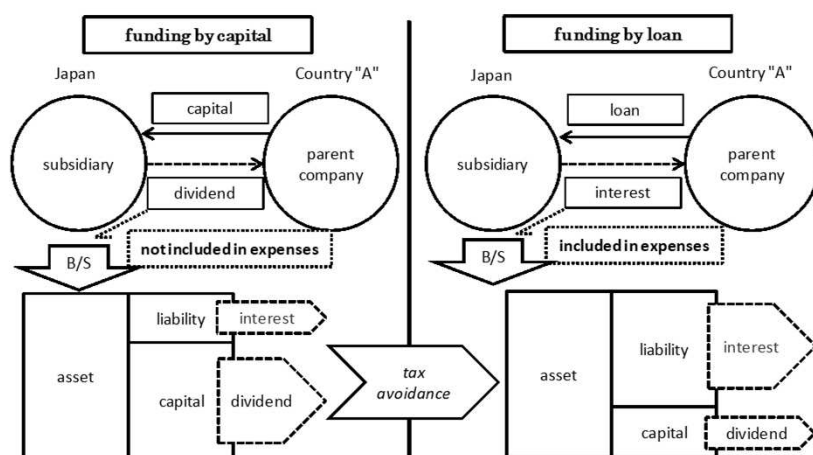 funding by capital
Japan
Country "A"
capital
subsidiary
parent
company
dividend
not included in expenses
B/S
liability
interest
asset
capital
dividend
tax
avoidance
funding by loan
Japan
Country "A"
loan
subsidiary
parent
company
interest
included in expenses
B/S
liability
interest
asset
capital
dividend